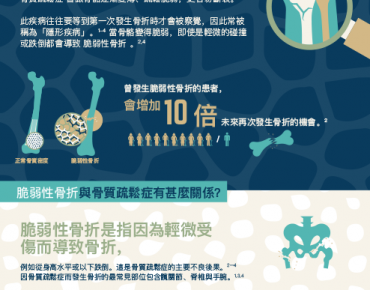 此疾病往往要等到第一次發生骨折時才會被察覺,因此常被
稱為「隱形疾病」。¹⁻⁴ 當骨骼變得脆弱,即使是輕微的碰撞
或跌倒都會導致 脆弱性骨折 。²,⁴
曾發生脆弱性骨折的患者,
會增加 10 倍 未來再次發生骨折的機會。²
正常骨質密度
脆弱性骨折
脆弱性骨折與骨質疏鬆症有甚麼關係?
脆弱性骨折是指因為輕微受
傷而導致骨折,
例如從身高水平或以下跌倒。這是骨質疏鬆症的主要不良後果。²⁻⁴
因骨質疏鬆症而發生骨折的最常見部位包含髖關節、脊椎與手腕。¹,³,⁴